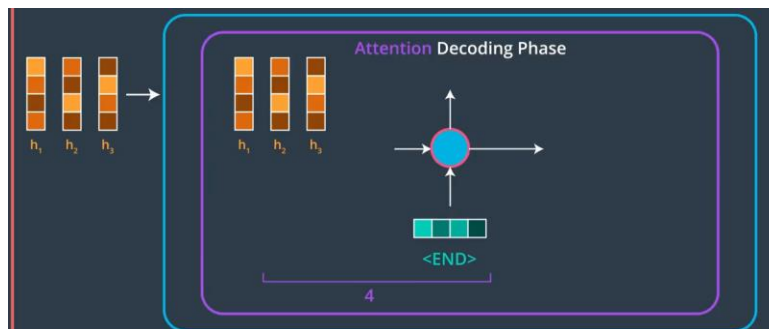 Attention Decoding Phase
h₁ h₂ h₃
h₁ h₂ h₃
<END>
4